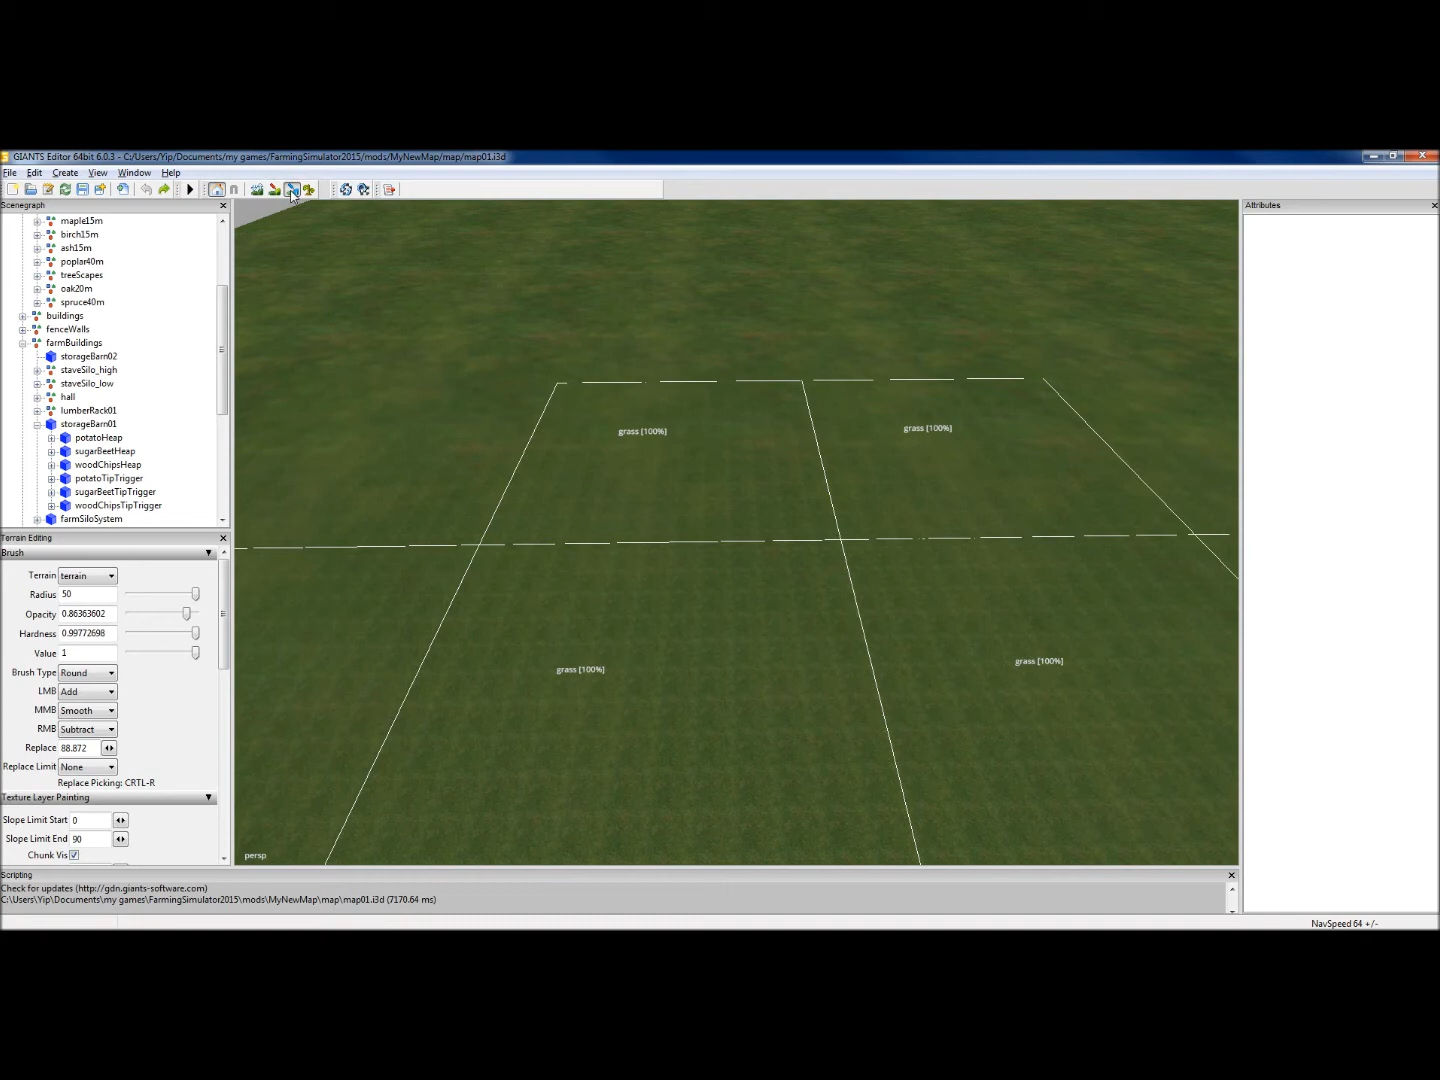 GIANTS Editor 64bit 6.0.3 - C:/Users/Yip/Documents/my games/FarmingSimulator2015/mods/MyNewMap/map/map01.i3d
File Edit Create View Window Help
Scenegraph
maple15m
birch15m
ash15m
poplar40m
treeScapes
oak20m
spruce40m
buildings
fenceWalls
farmBuildings
storageBarn02
staveSilo_high
staveSilo_low
hall
lumberRack01
storageBarn01
potatoHeap
sugarBeetHeap
woodChipsHeap
potatoTipTrigger
sugarBeetTipTrigger
woodChipsTipTrigger
farmSiloSystem
Terrain Editing
Brush
Terrain terrain
Radius 50
Opacity 0.86363602
Hardness 0.99772698
Value 1
Brush Type Round
LMB Add
MMB Smooth
RMB Subtract
Replace 88.872
Replace Limit None
Replace Picking: CRTL-R
Texture Layer Painting
Slope Limit Start 0
Slope Limit End 90
Chunk Vis
grass [100%]
grass [100%]
grass [100%]
grass [100%]
persp
Attributes
Scripting
Check for updates (http://gdn.giants-software.com)
C:\Users\Yip\Documents\my games\FarmingSimulator2015\mods\MyNewMap\map\map01.i3d (7170.64 ms)
NavSpeed 64 +/-